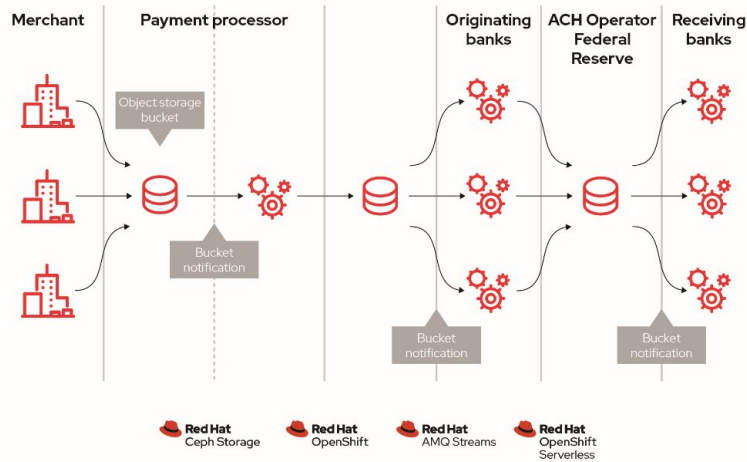 Merchant
Payment processor
Originating
banks
ACH Operator
Federal
Reserve
Receiving
banks
Object storage
bucket
Bucket
notification
Bucket
notification
Bucket
notification
Red Hat
Ceph Storage
Red Hat
OpenShift
Red Hat
AMQ Streams
Red Hat
OpenShift
Serverless